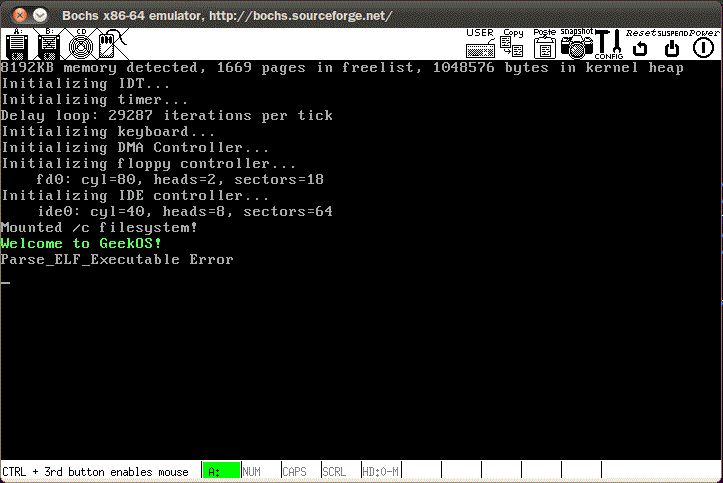 Bochs x86-64 emulator, http://bochs.sourceforge.net/
A: B: CD USER Copy Paste snapshot CONFIG Reset SUSPEND Power
8192KB memory detected, 1669 pages in freelist, 1048576 bytes in kernel heap
Initializing IDT...
Initializing timer...
Delay loop: 29287 iterations per tick
Initializing keyboard...
Initializing DMA Controller...
Initializing floppy controller...
fd0: cyl=80, heads=2, sectors=18
Initializing IDE controller...
ide0: cyl=40, heads=8, sectors=64
Mounted /c filesystem!
Welcome to GeekOS!
Parse_ELF_Executable Error
CTRL + 3rd button enables mouse A: NUM CAPS SCRL HD:0-M